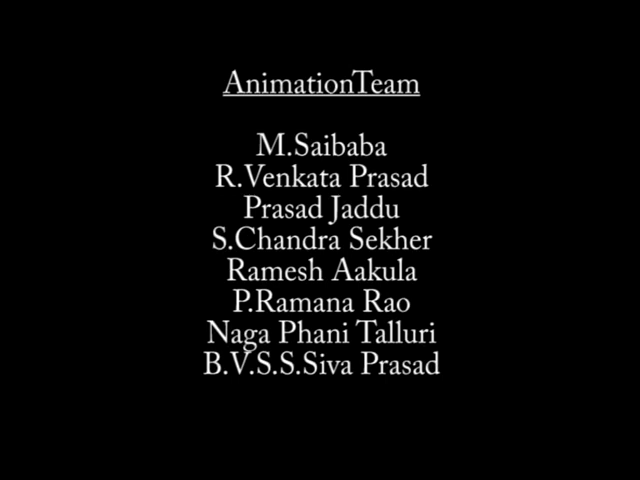 AnimationTeam
M.Saibaba
R.Venkata Prasad
Prasad Jaddu
S.Chandra Sekher
Ramesh Aakula
P.Ramana Rao
Naga Phani Talluri
B.V.S.S.Siva Prasad